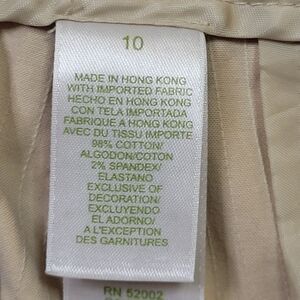 10
MADE IN HONG KONG
WITH IMPORTED FABRIC
HECHO EN HONG KONG
CON TELA IMPORTADA
FABRIQUE A HONG KONG
AVEC DU TISSU IMPORTE
98% COTTON/
ALGODON/COTON
2% SPANDEX/
ELASTANO
EXCLUSIVE OF
DECORATION/
EXCLUYENDO
EL ADORNO/
A L'EXCEPTION
DES GARNITURES
RN 52002